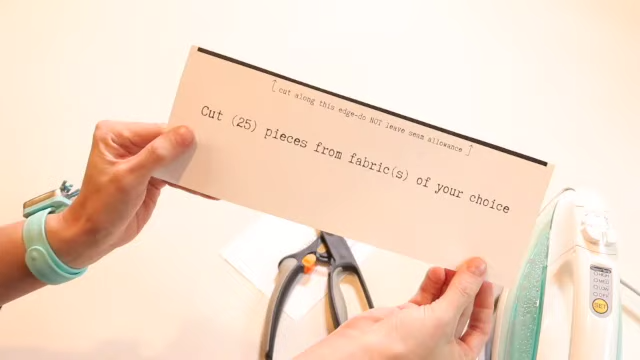 [ cut along this edge-do NOT leave seam allowance ]
Cut (25) pieces from fabric(s) of your choice